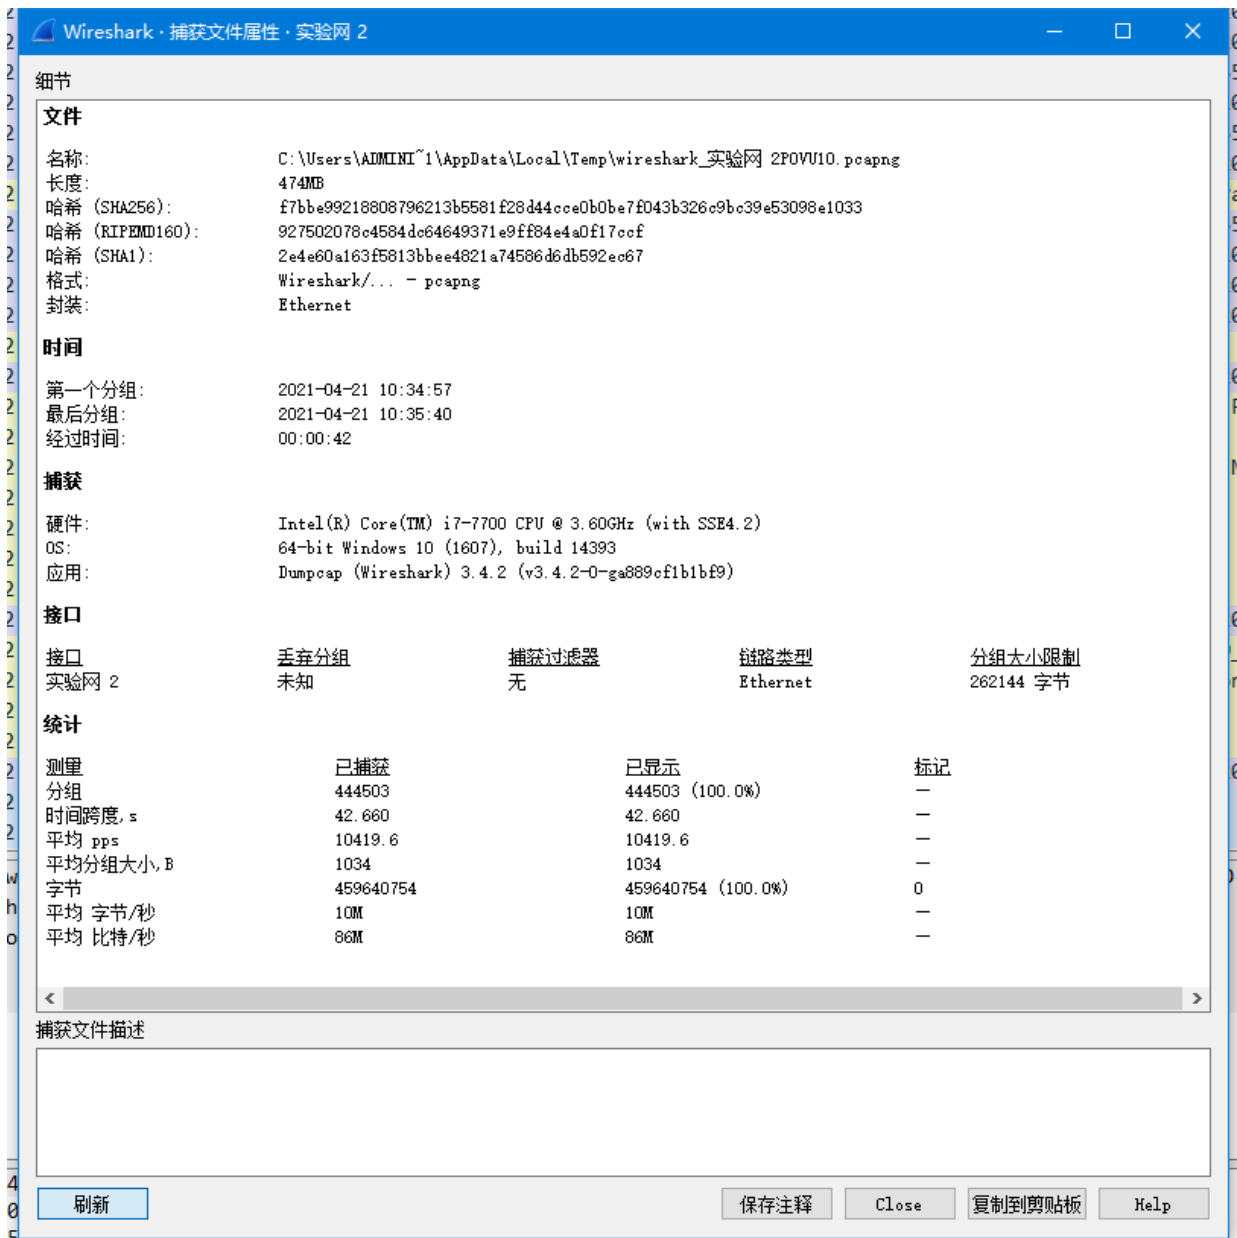 Wireshark · 捕获文件属性 · 实验网 2
细节
文件
名称: C:\Users\ADMINI~1\AppData\Local\Temp\wireshark_实验网 2POVU10.pcapng
长度: 474MB
哈希 (SHA256): f7bbe99218808796213b5581f28d44cce0b0be7f043b326c9bc39e53098e1033
哈希 (RIPEMD160): 927502078c4584dc64649371e9ff84e4a0f17ccf
哈希 (SHA1): 2e4e60a163f5813bbee4821a74586d6db592ec67
格式: Wireshark/... - pcapng
封装: Ethernet
时间
第一个分组: 2021-04-21 10:34:57
最后分组: 2021-04-21 10:35:40
经过时间: 00:00:42
捕获
硬件: Intel(R) Core(TM) i7-7700 CPU @ 3.60GHz (with SSE4.2)
OS: 64-bit Windows 10 (1607), build 14393
应用: Dumpcap (Wireshark) 3.4.2 (v3.4.2-0-ga889cf1b1bf9)
接口
接口 丢弃分组 捕获过滤器 链路类型 分组大小限制
实验网 2 未知 无 Ethernet 262144 字节
统计
测量 已捕获 已显示 标记
分组 444503 444503 (100.0%) —
时间跨度, s 42.660 42.660 —
平均 pps 10419.6 10419.6 —
平均分组大小, B 1034 1034 —
字节 459640754 459640754 (100.0%) 0
平均 字节/秒 10M 10M —
平均 比特/秒 86M 86M —
捕获文件描述
刷新 保存注释 Close 复制到剪贴板 Help